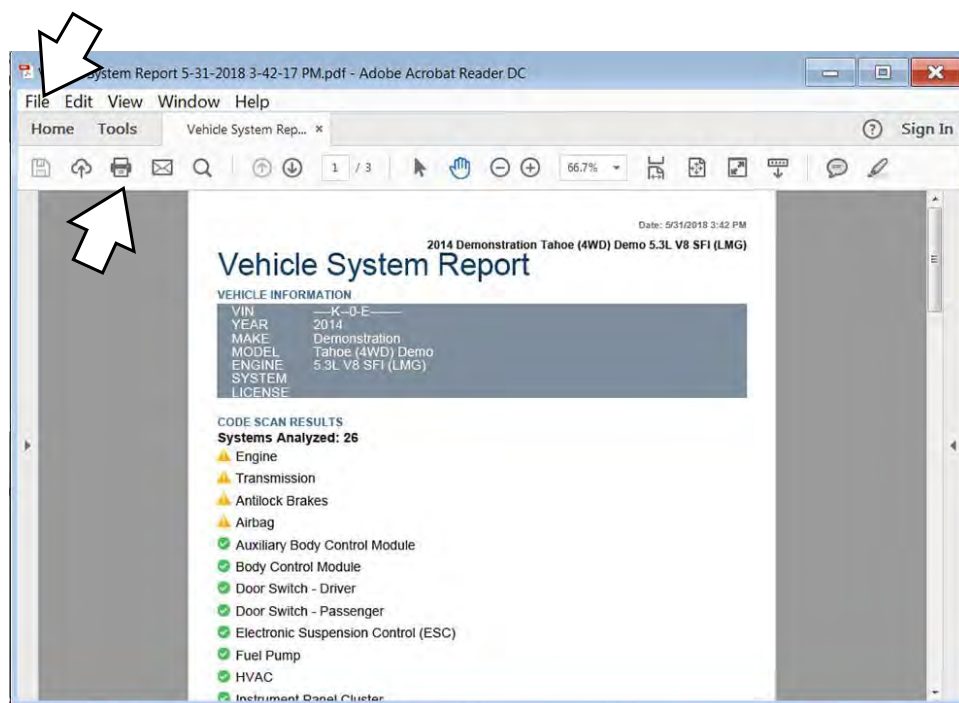 System Report 5-31-2018 3-42-17 PM.pdf - Adobe Acrobat Reader DC
File Edit View Window Help
Home Tools Vehicle System Rep... × ? Sign In
1 / 3 66.7%
Date: 5/31/2018 3:42 PM
2014 Demonstration Tahoe (4WD) Demo 5.3L V8 SFI (LMG)
Vehicle System Report
VEHICLE INFORMATION
VIN ----K--0-E--------
YEAR 2014
MAKE Demonstration
MODEL Tahoe (4WD) Demo
ENGINE 5.3L V8 SFI (LMG)
SYSTEM
LICENSE
CODE SCAN RESULTS
Systems Analyzed: 26
Engine
Transmission
Antilock Brakes
Airbag
Auxiliary Body Control Module
Body Control Module
Door Switch - Driver
Door Switch - Passenger
Electronic Suspension Control (ESC)
Fuel Pump
HVAC
Instrument Panel Cluster